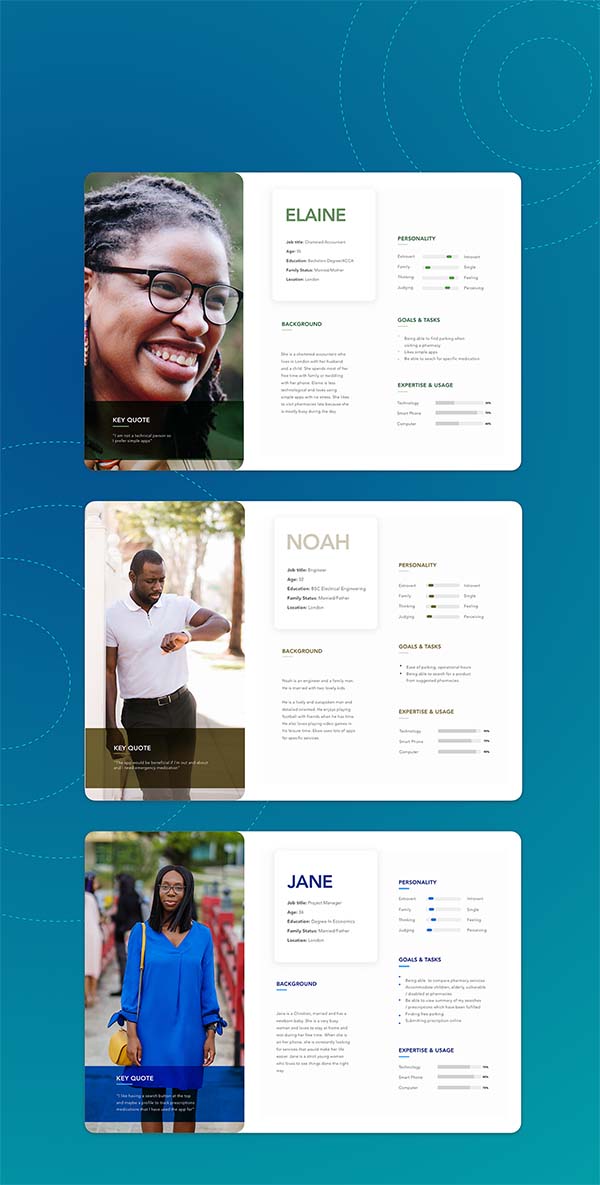 ELAINE
Job title: Chartered Accountant
Education: Bachelors Degree/ACCA
Family Status: Married/Mother
Location: London
PERSONALITY
Extrovert Introvert
Family Single
Thinking Feeling
Judging Perceiving
BACKGROUND
She is a chartered accountant who
lives in London with her husband
and a child. She spends most of her
free time with family or twiddling
with her phone. Elaine is less
technological and loves using
simple apps with no stress. She likes
to visit pharmacies late because she
is mostly busy during the day.
GOALS & TASKS
Being able to find parking when
visiting a pharmacy
Likes simple apps
Be able to seach for specific medication
EXPERTISE & USAGE
Technology
Smart Phone
Computer
KEY QUOTE
"I am not a technical person so
I prefer simple apps"
NOAH
Job title: Engineer
Age:
Education: BSC Electrical Engineering
Family Status: Married/Father
Location: London
PERSONALITY
Extrovert Introvert
Family Single
Thinking Feeling
Judging Perceiving
BACKGROUND
Noah is an engineer and a family man.
He is married with two lovely kids
He is a body and outspoken man and
detailed oriented. He enjoys playing
football with friends when he has time.
He also loves playing video games in
his leisure time. Ebao uses lots of apps
for specific services
GOALS & TASKS
Ease of parking, operational hours
Being able to search for a product
from suggested pharmacies
EXPERTISE & USAGE
Technology
Smart Phone
Computer
KEY QUOTE
"The app would be beneficial if i'm out and about
and I need emergency medication"
JANE
Job title: Project Manager
Age:
Education: Degree In Economics
Family Status: Married/Father
Location: London
PERSONALITY
Extrovert Introvert
Family Single
Thinking Feeling
Judging Perceiving
BACKGROUND
Jane is a Christian, married and has a
newborn baby. She is a very busy
woman and loves to stay at home and
rest during her free time. When she is
on her phone, she is constantly looking
for services that would make her life
easier. Jane is a strict young woman
who loves to see things done the right
way.
GOALS & TASKS
Being able to compare pharmacy services
Accommodate children, elderly, vulnerable
/ disabled at pharmacies
Be able to view summary of my searches
/ prescriptions which have been fulfilled
Finding free parking
Submitting prescription online
EXPERTISE & USAGE
Technology
Smart Phone
Computer
KEY QUOTE
"I like having a search button at the top
and maybe a profile to track prescriptions
medications that I have used the app for"